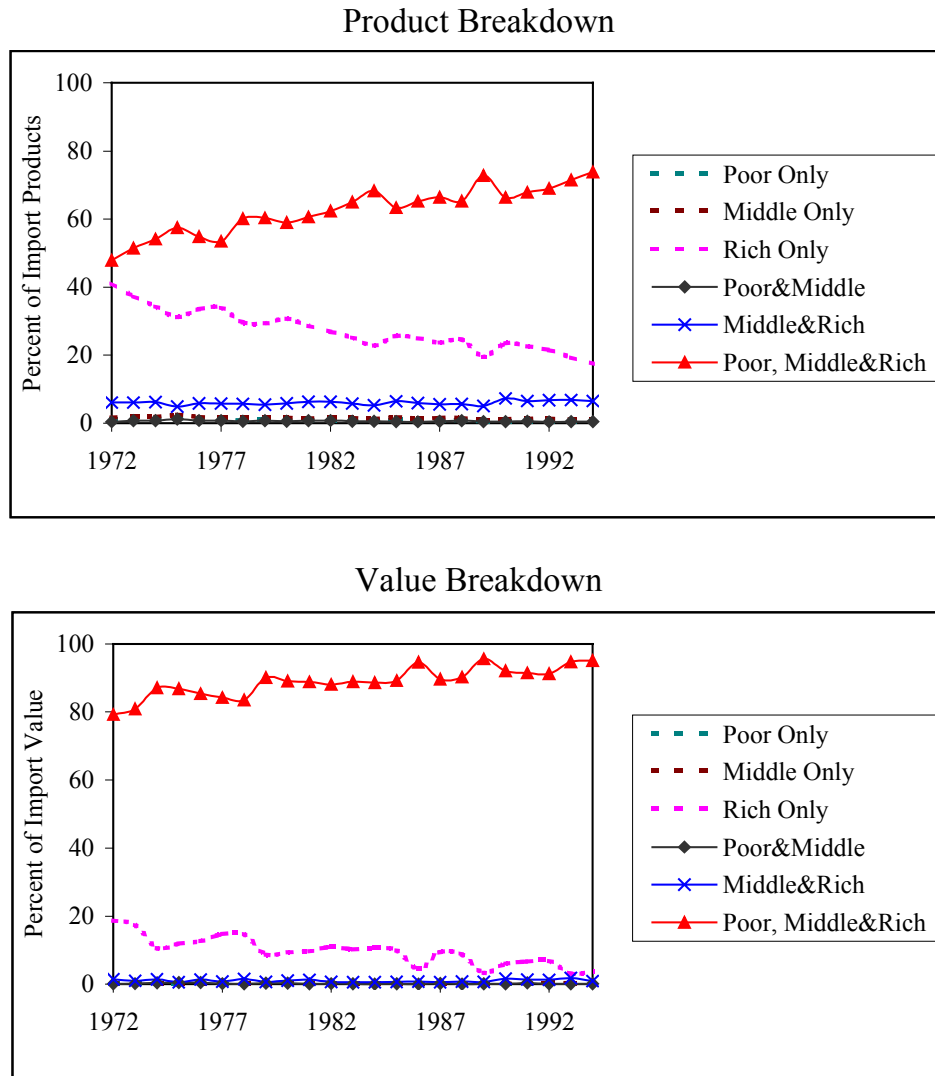 Product Breakdown
100
80
60
40
20
0
Percent of Import Products
1972 1977 1982 1987 1992
Poor Only
Middle Only
Rich Only
Poor&Middle
Middle&Rich
Poor, Middle&Rich
Value Breakdown
100
80
60
40
20
0
Percent of Import Value
1972 1977 1982 1987 1992
Poor Only
Middle Only
Rich Only
Poor&Middle
Middle&Rich
Poor, Middle&Rich